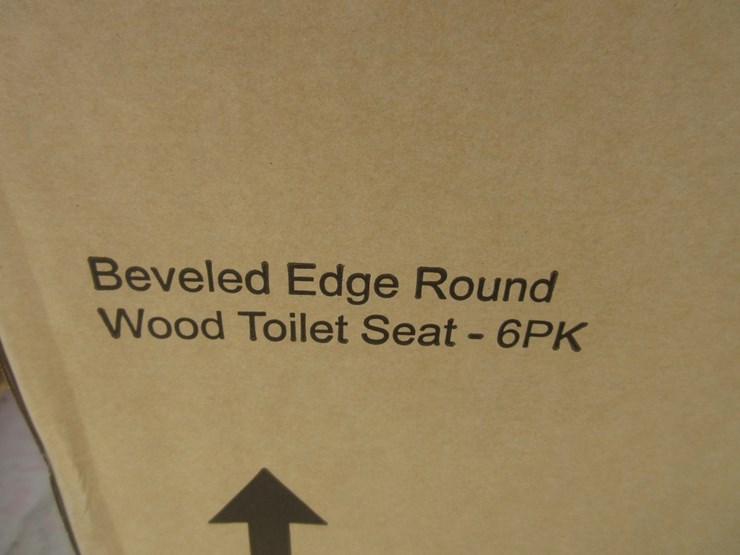 Beveled Edge Round
Wood Toilet Seat - 6PK